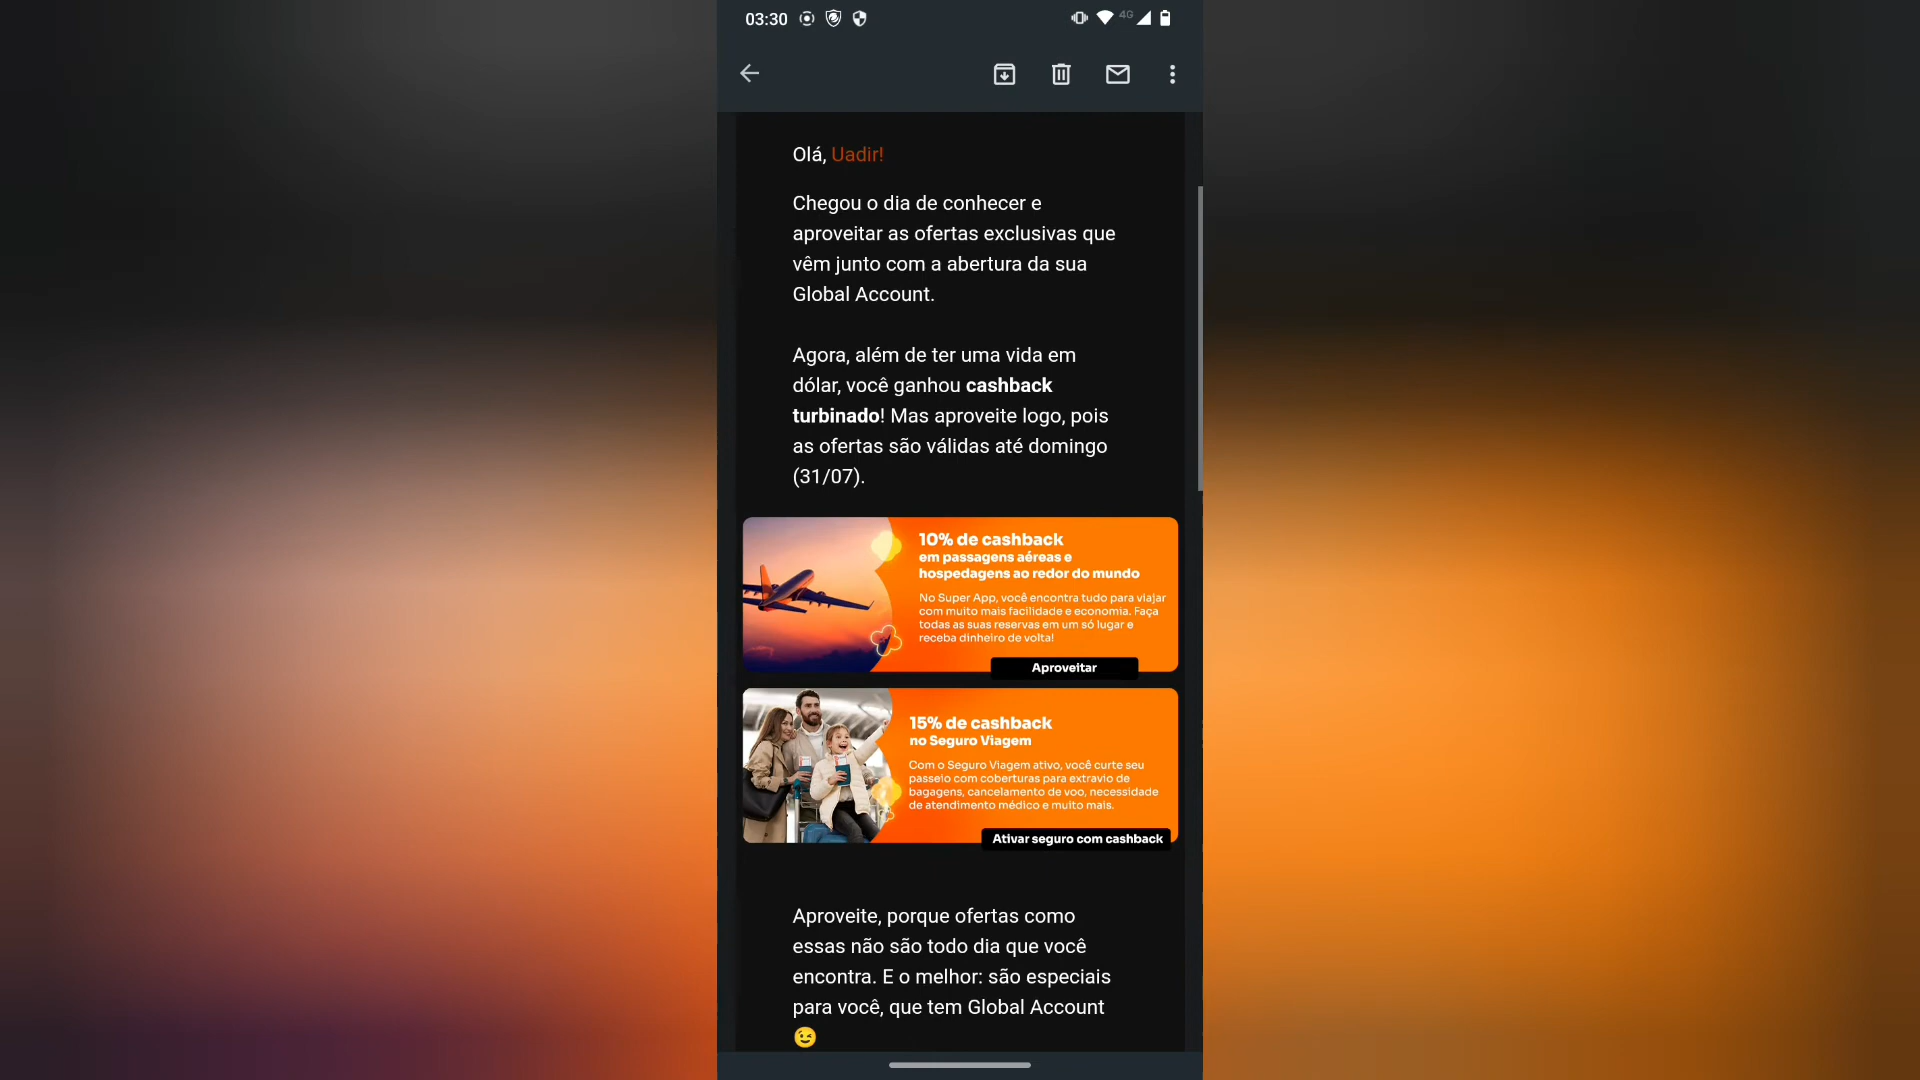 03:30
4G
Olá, Uadir!
Chegou o dia de conhecer e
aproveitar as ofertas exclusivas que
vêm junto com a abertura da sua
Global Account.
Agora, além de ter uma vida em
dólar, você ganhou cashback
turbinado! Mas aproveite logo, pois
as ofertas são válidas até domingo
(31/07).
10% de cashback
em passagens aéreas e
hospedagens ao redor do mundo
No Super App, você encontra tudo para viajar
com muito mais facilidade e economia. Faça
todas as suas reservas em um só lugar e
receba dinheiro de volta!
Aproveitar
15% de cashback
no Seguro Viagem
Com o Seguro Viagem ativo, você curte seu
passeio com coberturas para extravio de
bagagens, cancelamento de voo, necessidade
de atendimento médico e muito mais.
Ativar seguro com cashback
Aproveite, porque ofertas como
essas não são todo dia que você
encontra. E o melhor: são especiais
para você, que tem Global Account
😉